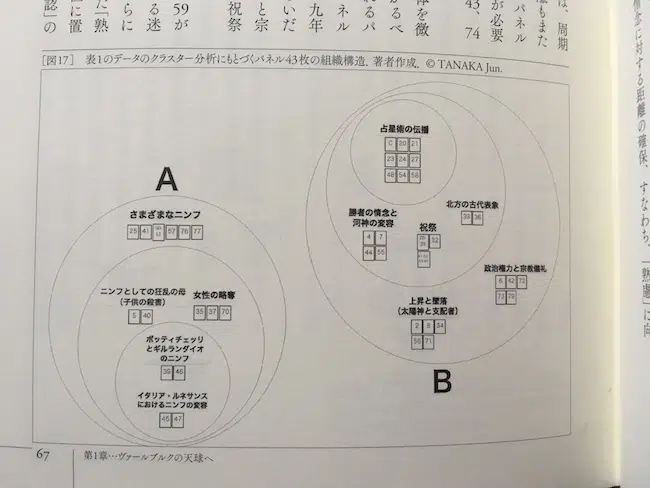 は、周期
もまた
パネル
が必要
43、74
体を徴
るべ
れるパ
パネル
九年
と宗
祝祭
いだ
59が
る迷
がら
た「熟
に置
認」の
念に対する距離の確保、すなわち、「熟慮」に向
[図17] 表1のデータのクラスター分析にもとづくパネル43枚の組織構造. 著者作成. © TANAKA Jun.
A
さまざまなニンフ
25 41 57 76 77
ニンフとしての狂乱の母
(子供の殺害)
5 40
女性の略奪
35 37 70
ボッティチェッリ
とギルランダイオ
のニンフ
39 46
イタリア・ルネサンス
におけるニンフの変容
45 47
占星術の伝播
C 20 21
23 24 27
48 54 58
北方の古代表象
33 36
勝者の情念と
河神の変容
4 7
44 55
祝祭
32
政治権力と宗教儀礼
6 42 72
上昇と墜落
(太陽神と支配者)
2 8 34
56 71
B
67
第1章…ヴァールブルクの天球へ